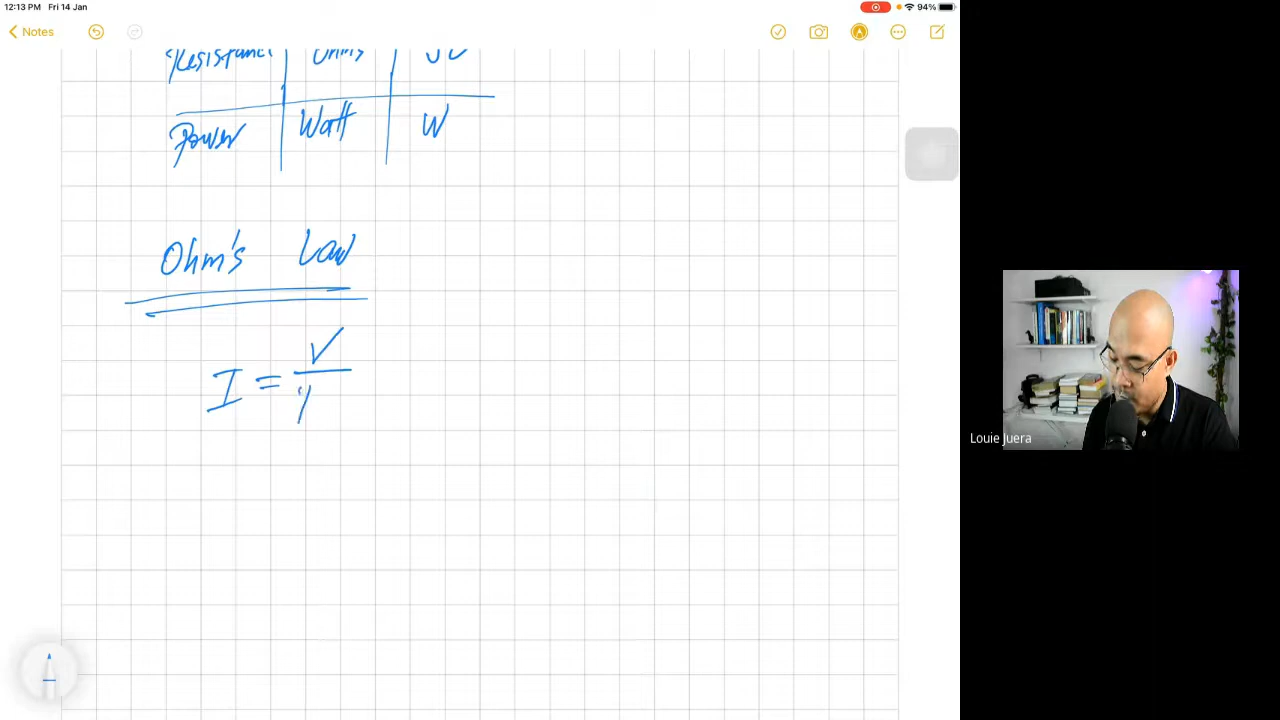 12:13 PM Fri 14 Jan 94%
Notes
Resistance Ohms Ω
Power Watt W
Ohm's Law
I = V
Louie Juera